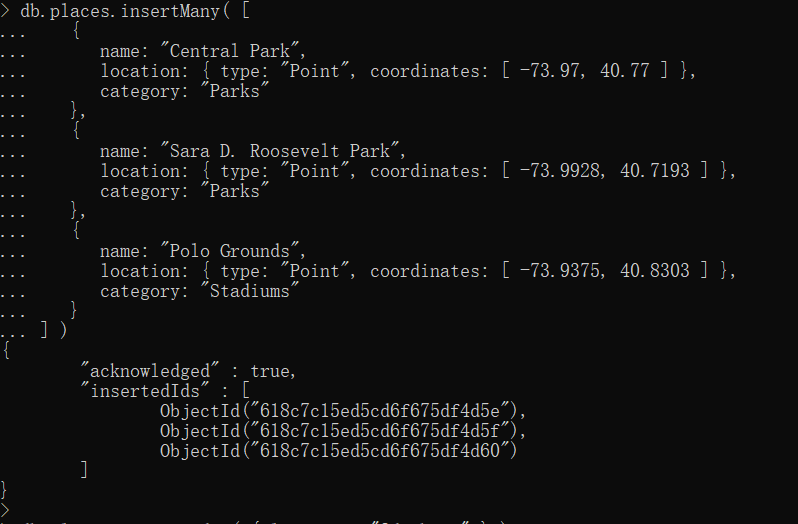 > db.places.insertMany( [
...     {
...        name: "Central Park",
...        location: { type: "Point", coordinates: [ -73.97, 40.77 ] },
...        category: "Parks"
...     },
...     {
...        name: "Sara D. Roosevelt Park",
...        location: { type: "Point", coordinates: [ -73.9928, 40.7193 ] },
...        category: "Parks"
...     },
...     {
...        name: "Polo Grounds",
...        location: { type: "Point", coordinates: [ -73.9375, 40.8303 ] },
...        category: "Stadiums"
...     }
... ] )
{
        "acknowledged" : true,
        "insertedIds" : [
                ObjectId("618c7c15ed5cd6f675df4d5e"),
                ObjectId("618c7c15ed5cd6f675df4d5f"),
                ObjectId("618c7c15ed5cd6f675df4d60")
        ]
}
>